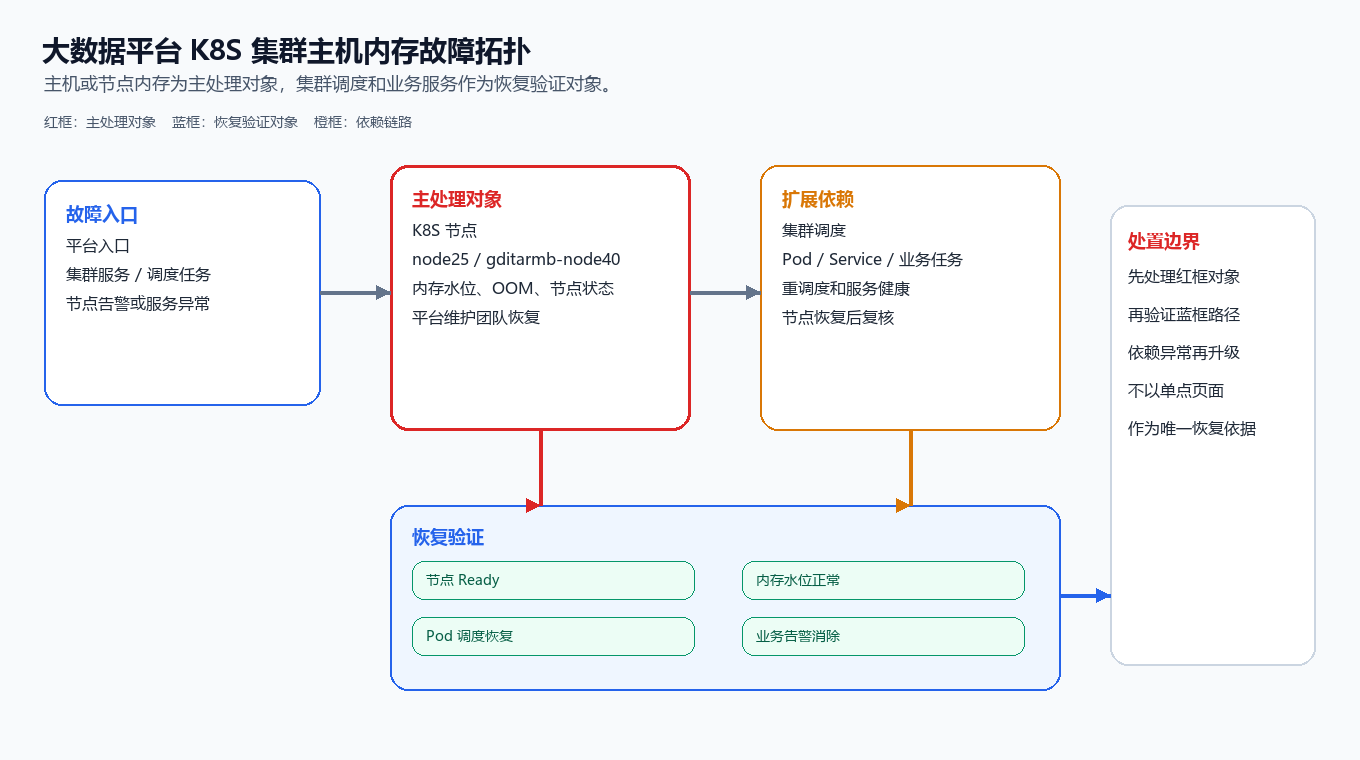 大数据平台 K8S 集群主机内存故障拓扑
主机或节点内存为主处理对象，集群调度和业务服务作为恢复验证对象。
红框：主处理对象 蓝框：恢复验证对象 橙框：依赖链路
故障入口
平台入口
集群服务 / 调度任务
节点告警或服务异常
主处理对象
K8S 节点
node25 / gditarmb-node40
内存水位、OOM、节点状态
平台维护团队恢复
扩展依赖
集群调度
Pod / Service / 业务任务
重调度和服务健康
节点恢复后复核
处置边界
先处理红框对象
再验证蓝框路径
依赖异常再升级
不以单点页面
作为唯一恢复依据
恢复验证
节点 Ready
内存水位正常
Pod 调度恢复
业务告警消除